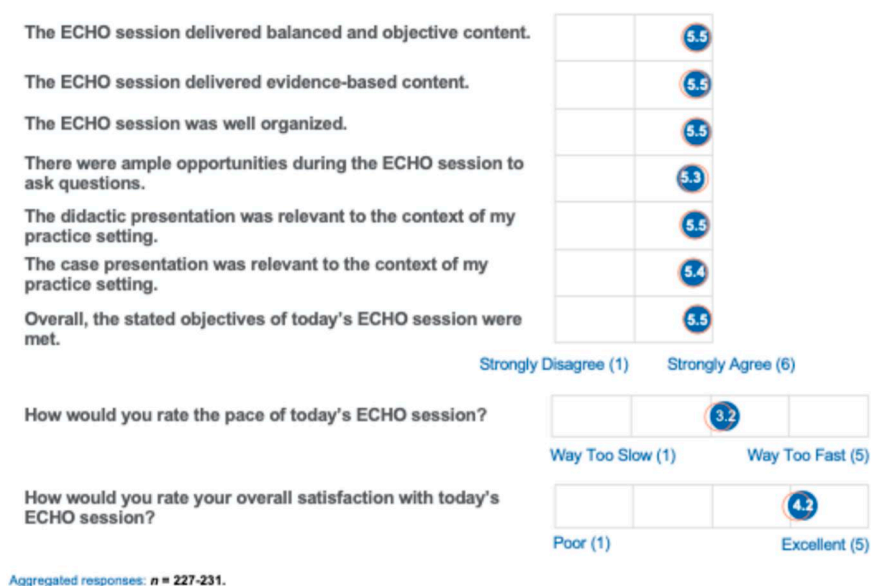 The ECHO session delivered balanced and objective content.
5.5
The ECHO session delivered evidence-based content.
5.5
The ECHO session was well organized.
5.5
There were ample opportunities during the ECHO session to
ask questions.
5.3
The didactic presentation was relevant to the context of my
practice setting.
5.5
The case presentation was relevant to the context of my
practice setting.
5.4
Overall, the stated objectives of today's ECHO session were
met.
5.5
Strongly Disagree (1) Strongly Agree (6)
How would you rate the pace of today's ECHO session?
3.2
Way Too Slow (1) Way Too Fast (5)
How would you rate your overall satisfaction with today's
ECHO session?
4.2
Poor (1) Excellent (5)
Aggregated responses: n = 227-231.